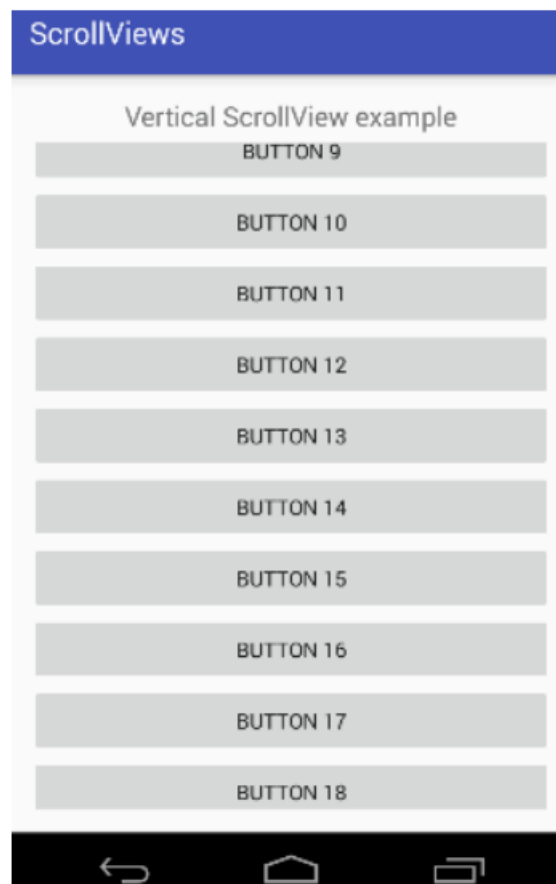 ScrollViews
Vertical ScrollView example
BUTTON 9
BUTTON 10
BUTTON 11
BUTTON 12
BUTTON 13
BUTTON 14
BUTTON 15
BUTTON 16
BUTTON 17
BUTTON 18